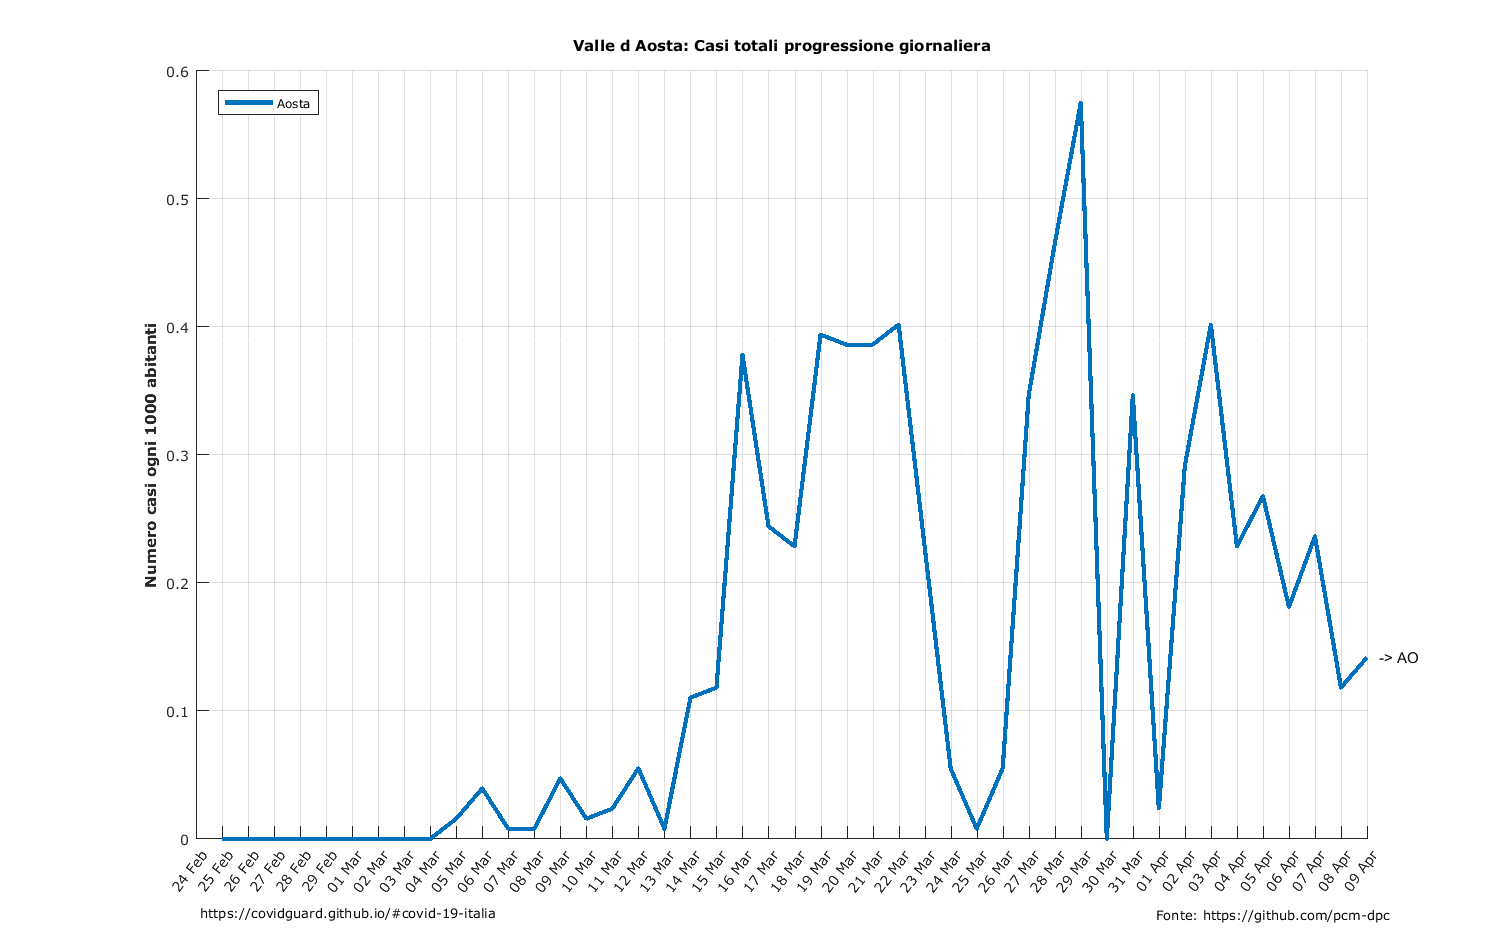 Valle d Aosta: Casi totali progressione giornaliera
Aosta
Numero casi ogni 1000 abitanti
0.6
0.5
0.4
0.3
0.2
0.1
0
-> AO
24 Feb
25 Feb
26 Feb
27 Feb
28 Feb
29 Feb
01 Mar
02 Mar
03 Mar
04 Mar
05 Mar
06 Mar
07 Mar
08 Mar
09 Mar
10 Mar
11 Mar
12 Mar
13 Mar
14 Mar
15 Mar
16 Mar
17 Mar
18 Mar
19 Mar
20 Mar
21 Mar
22 Mar
23 Mar
24 Mar
25 Mar
26 Mar
27 Mar
28 Mar
29 Mar
30 Mar
31 Mar
01 Apr
02 Apr
03 Apr
04 Apr
05 Apr
06 Apr
07 Apr
08 Apr
09 Apr
https://covidguard.github.io/#covid-19-italia
Fonte: https://github.com/pcm-dpc